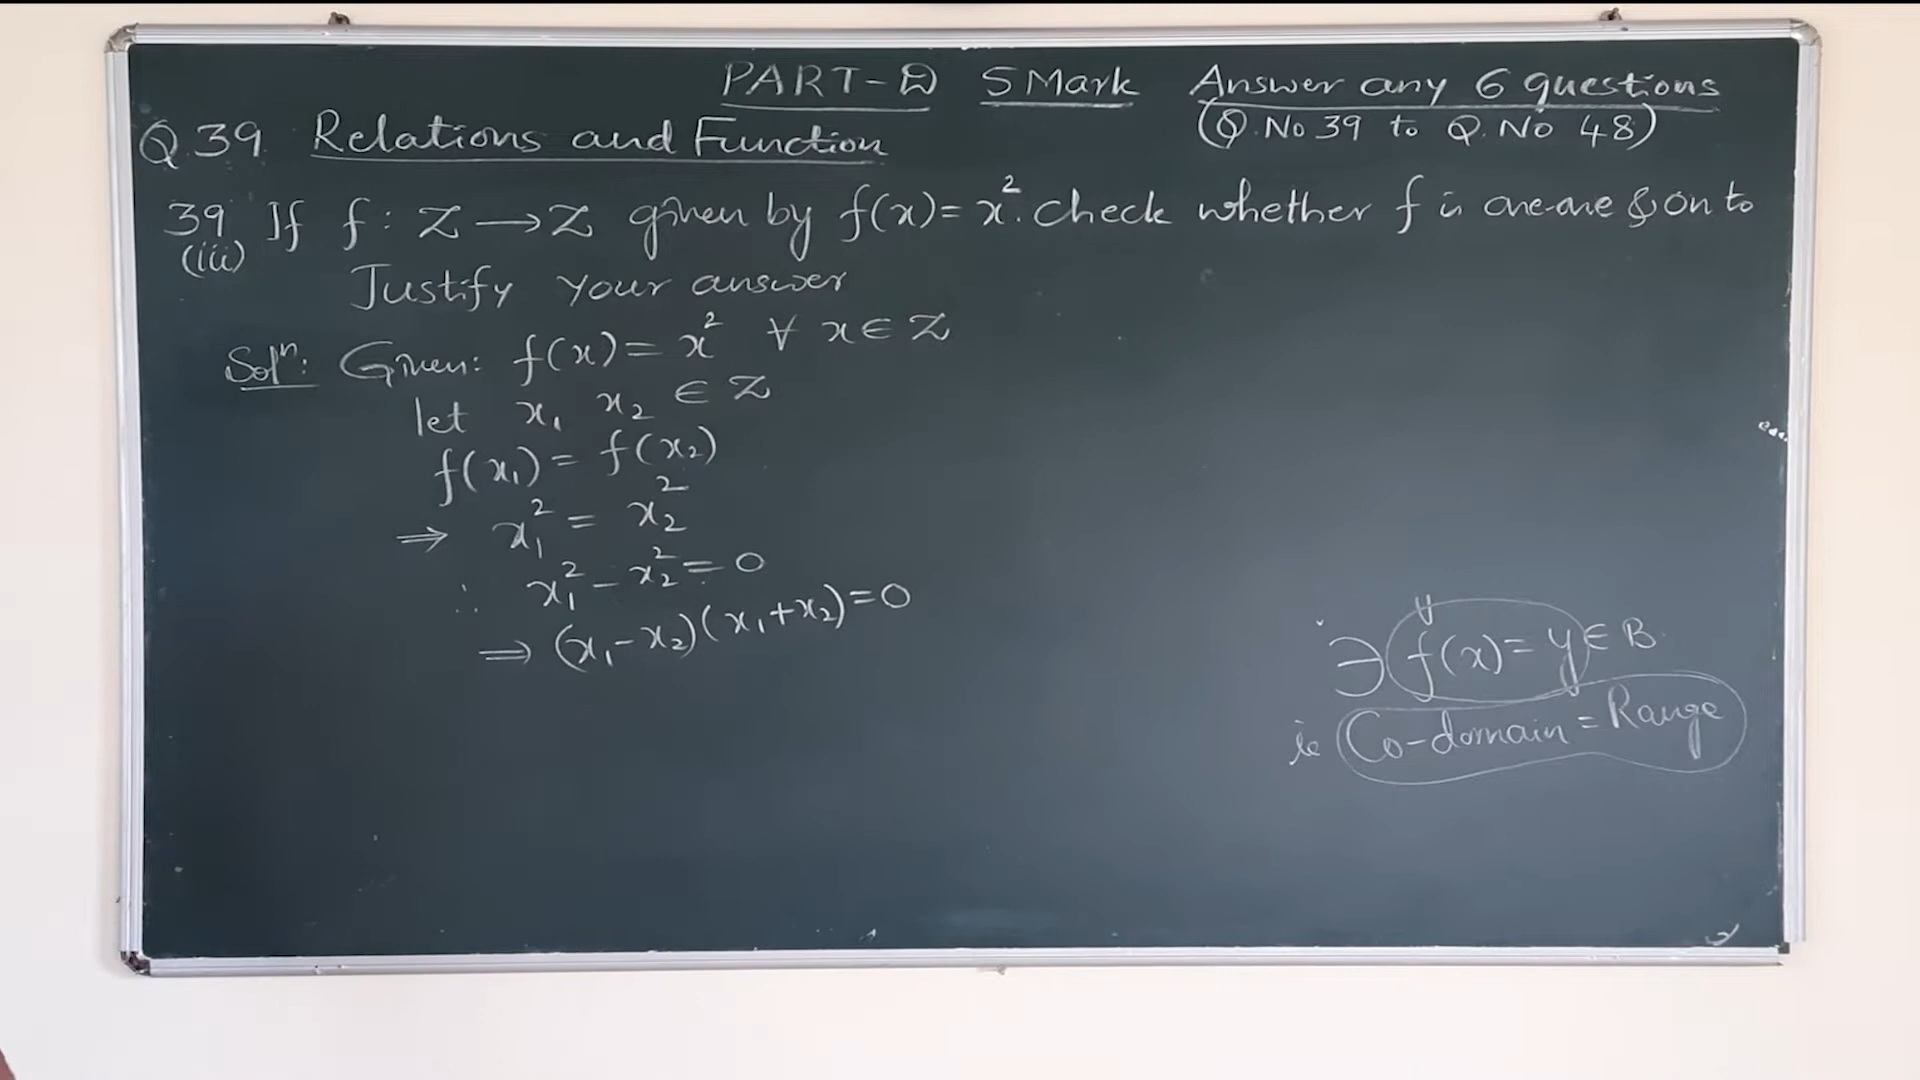 PART-D 5 Mark Answer any 6 questions
Q.39 Relations and Function (Q.No 39 to Q.No 48)
39 If f : Z → Z given by f(x) = x². Check whether f is one-one & on to
(iii) Justify your answer
Solⁿ: Given: f(x) = x² ∀ x ∈ Z
let x₁ x₂ ∈ Z
f(x₁) = f(x₂)
⇒ x₁² = x₂²
∴ x₁² - x₂² = 0
⇒ (x₁ - x₂)(x₁ + x₂) = 0
∋ f(x) = y ∈ B
ie Co-domain = Range